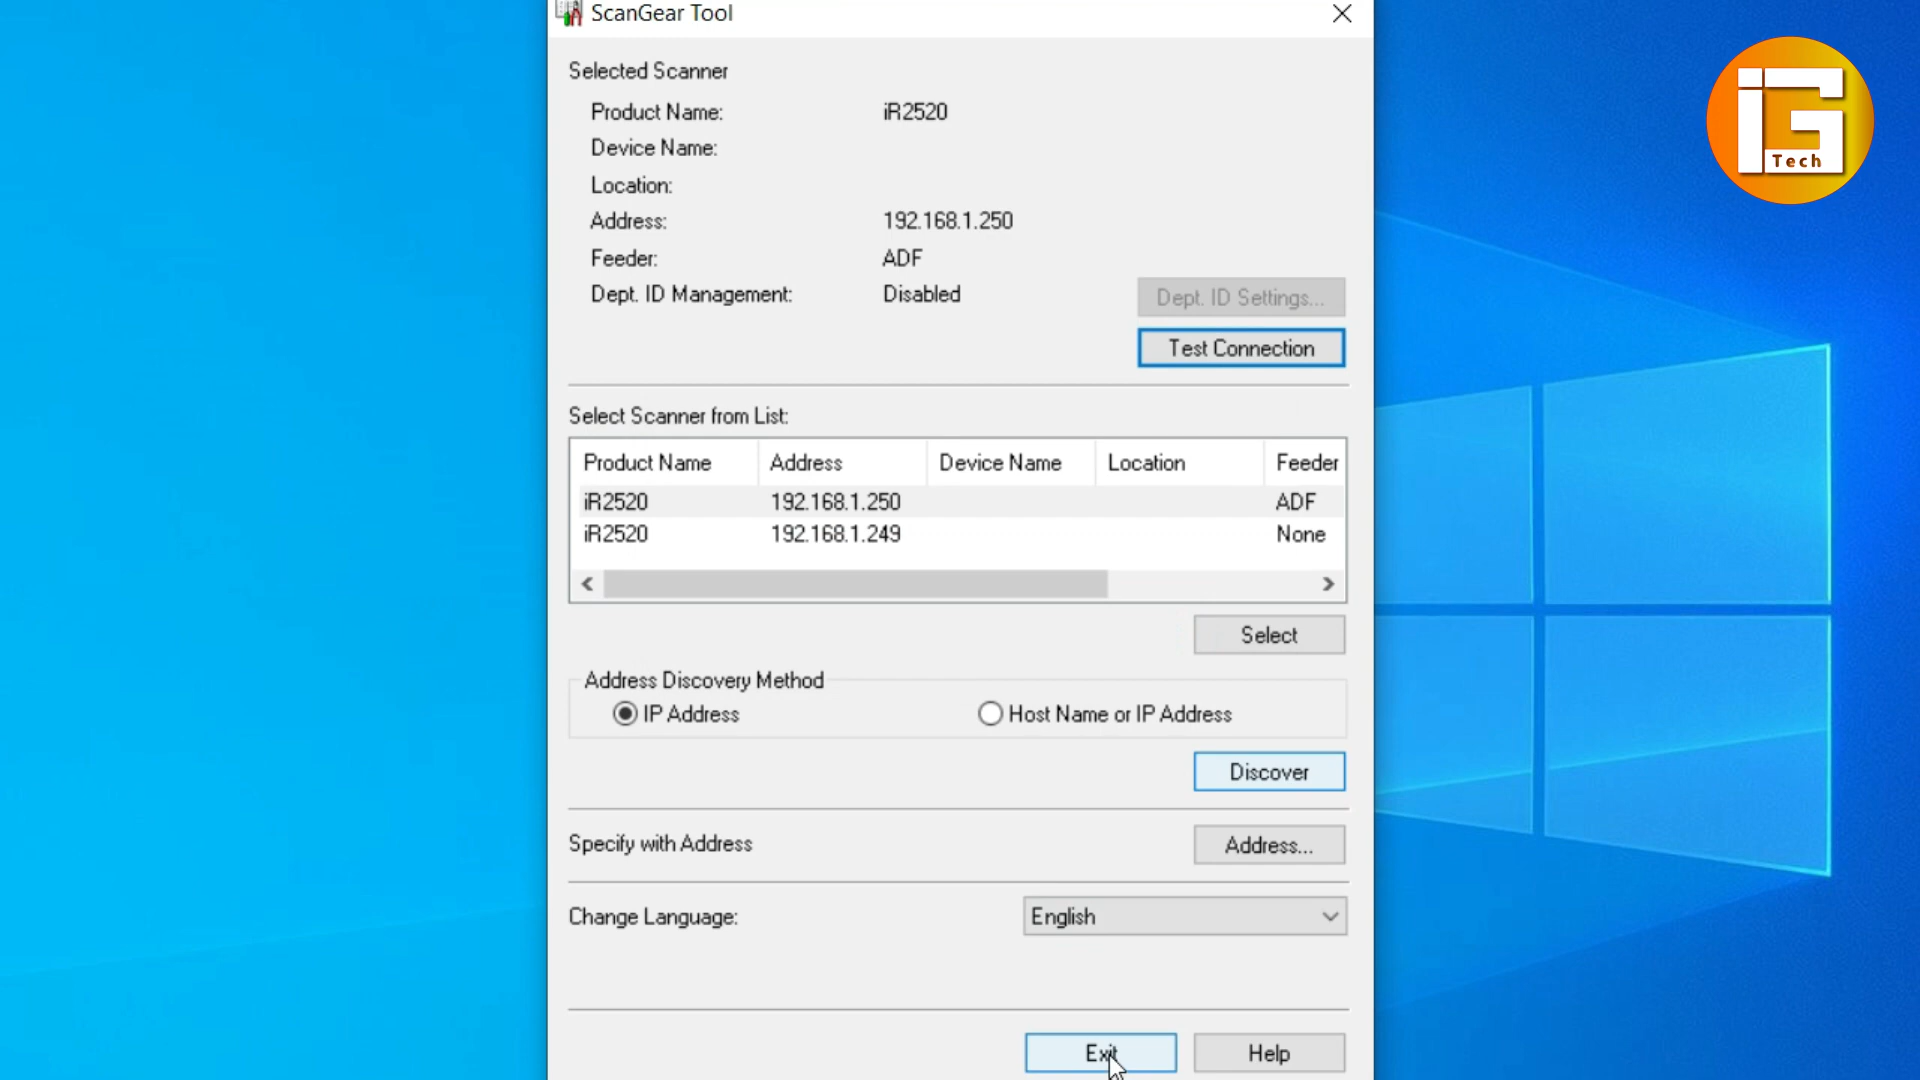 ScanGear Tool
Selected Scanner
Product Name: iR2520
Device Name:
Location:
Address: 192.168.1.250
Feeder: ADF
Dept. ID Management: Disabled
Dept. ID Settings...
Test Connection
Select Scanner from List:
Product Name Address Device Name Location Feeder
iR2520 192.168.1.250 ADF
iR2520 192.168.1.249 None
Select
Address Discovery Method
IP Address Host Name or IP Address
Discover
Specify with Address Address...
Change Language: English
Exit Help
iG
Tech